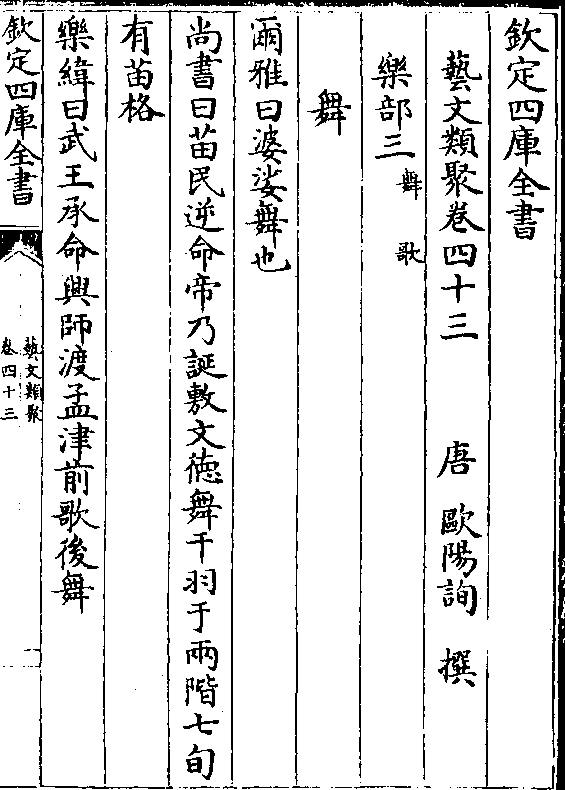 欽定四庫全書
藝文類聚卷四十三　唐　歐陽詢　撰
樂部三 舞 歌
舞
爾雅曰婆娑舞也
尚書曰苗民逆命帝乃誕敷文德舞干羽于兩階七旬
有苗格
樂緯曰武王承命興師渡孟津前歌後舞
欽定四庫全書
藝文類聚
卷四十三
一